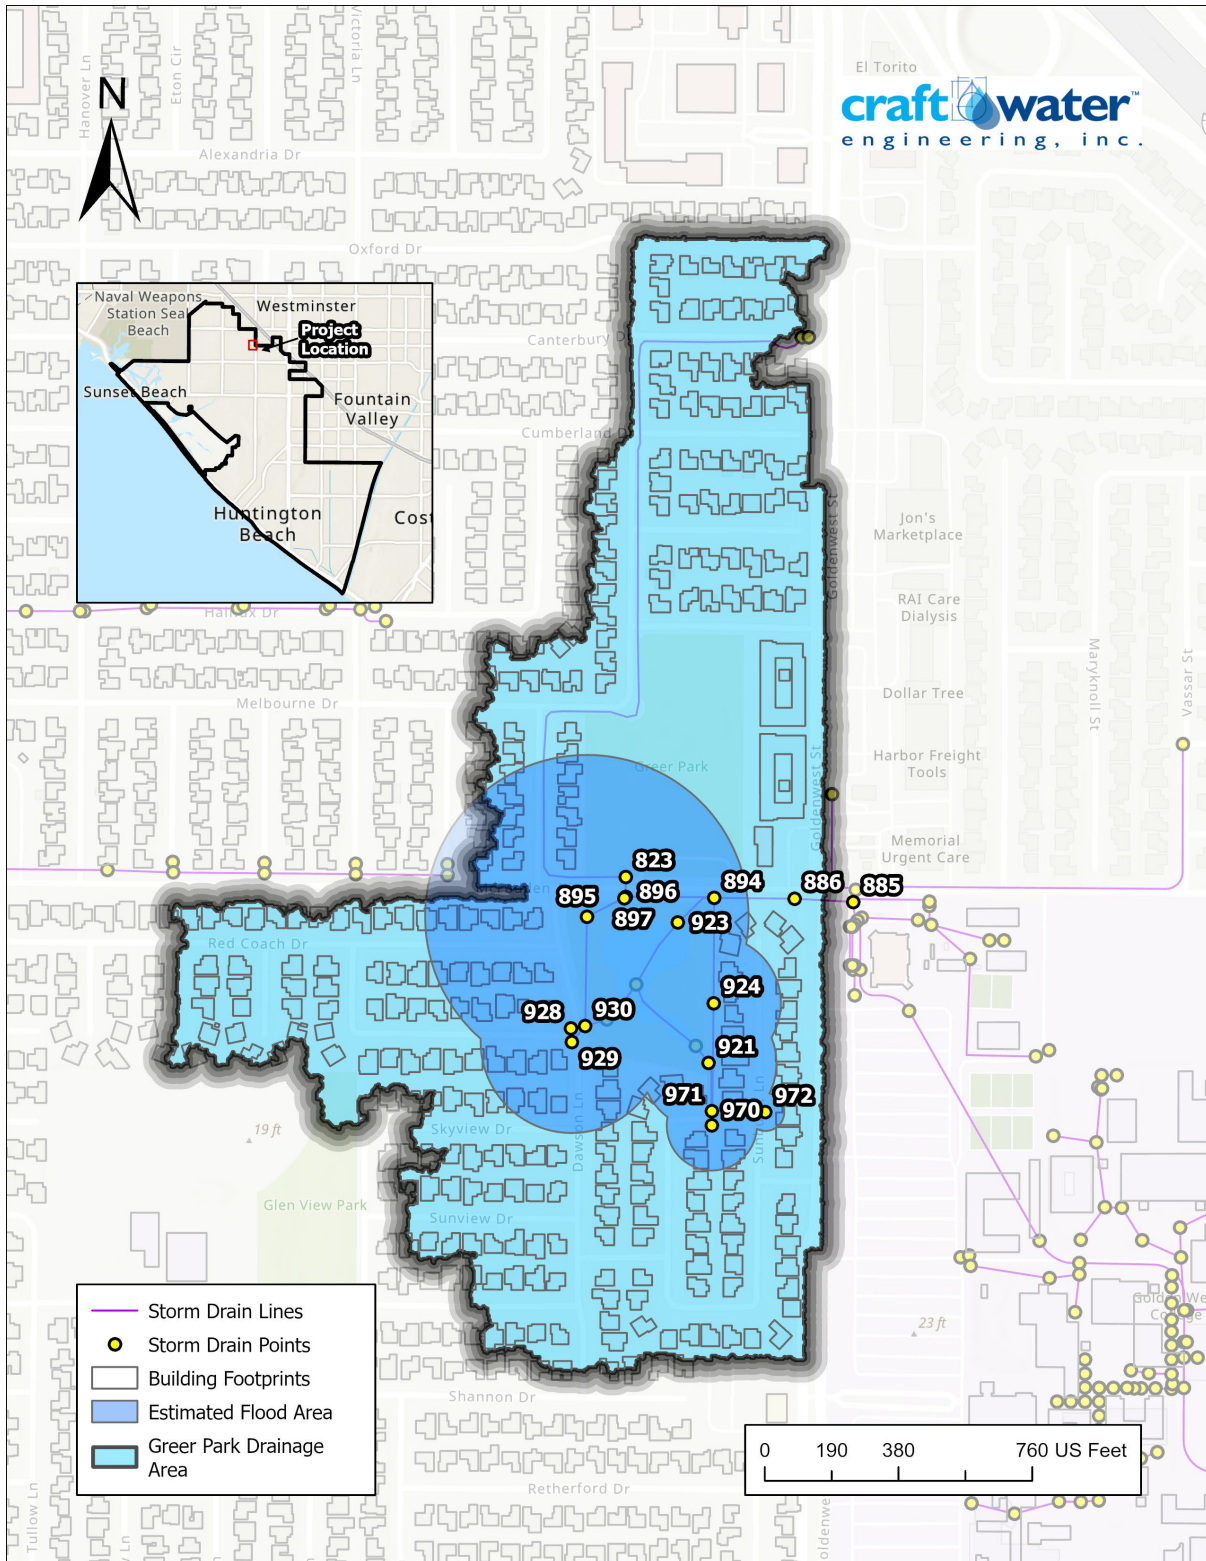 Hanover Ln
Eton Cir
Victoria Ln
El Torito
craft water™
engineering, inc.
N
Alexandria Dr
Oxford Dr
Naval Weapons
Station Seal
Beach
Westminster
Project
Location
Sunset Beach
Fountain
Valley
Huntington
Beach
Cost
Canterbury D
Cumberland D
Goldenwest St
Jon's
Marketplace
Halifax Dr
RAI Care
Dialysis
Maryknoll St
Vassar St
Melbourne Dr
Dollar Tree
Greer Park
Goldenwest St
Harbor Freight
Tools
Memorial
Urgent Care
823
895
896
894
886
885
897
923
Red Coach Dr
928
930
924
929
921
971
970
972
19 ft
Skyview Dr
Dawson Ln
Glen View Park
Sunview Dr
Storm Drain Lines
Storm Drain Points
Building Footprints
Estimated Flood Area
Greer Park Drainage
Area
23 ft
Shannon Dr
0 190 380 760 US Feet
Retherford Dr
Tullow Ln